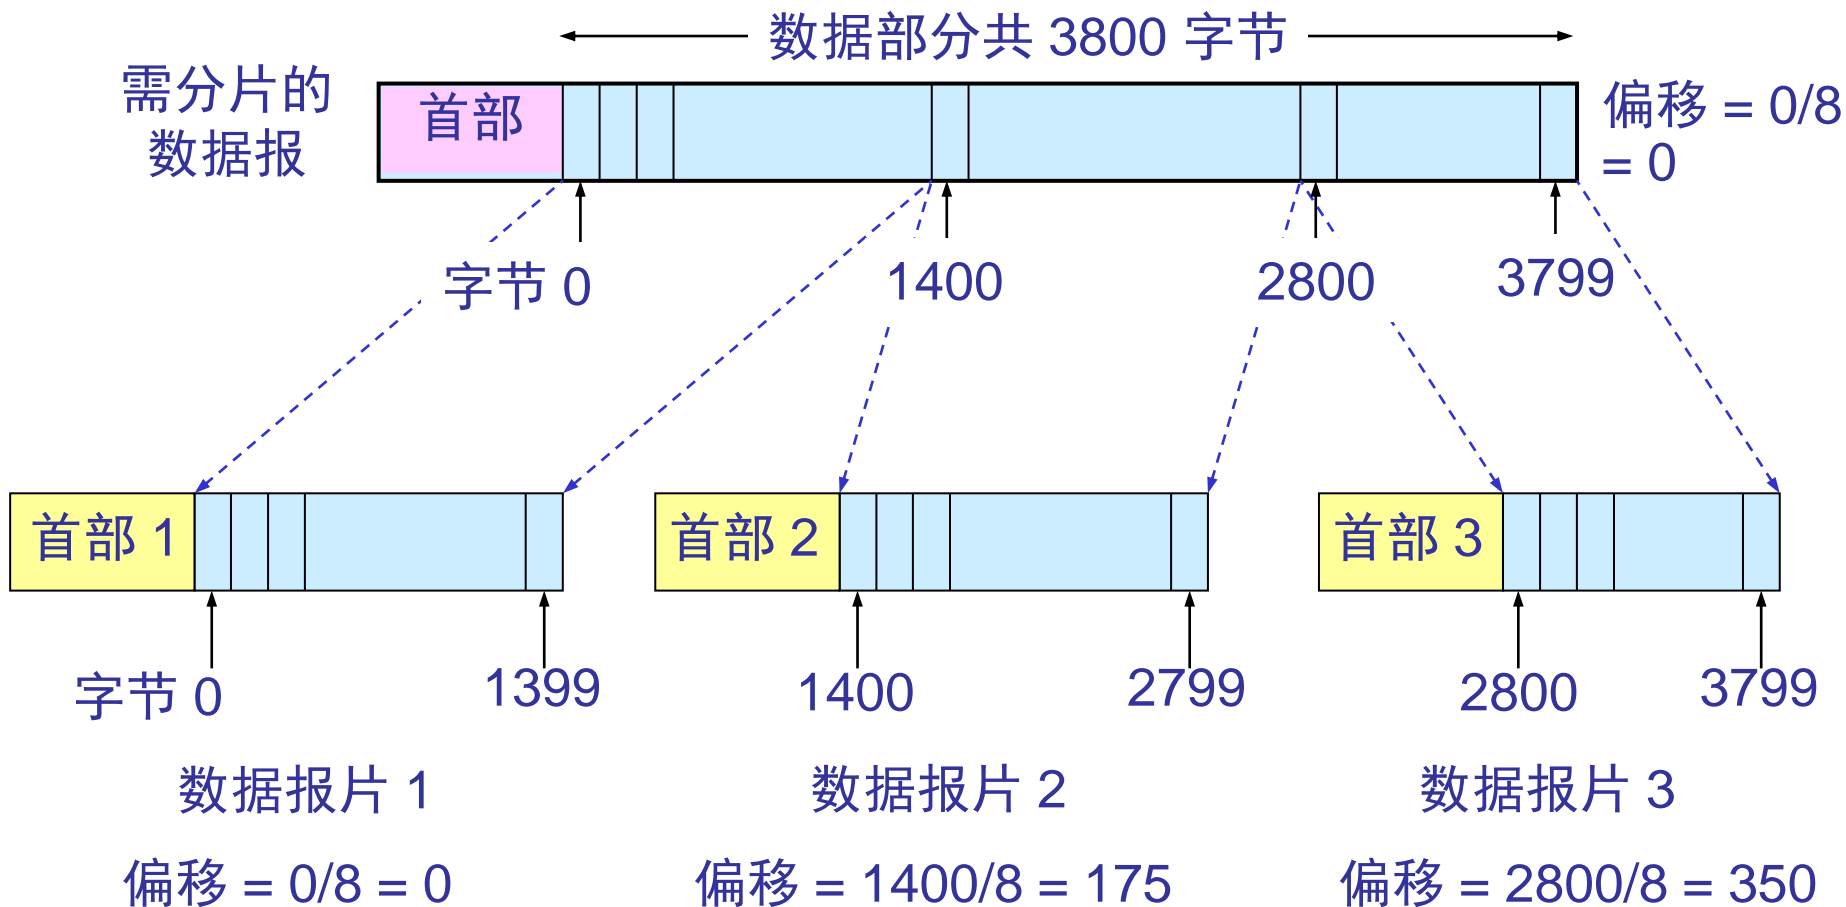 数据部分共 3800 字节
需分片的
数据报
首部
偏移 = 0/8
= 0
字节 0
1400
2800
3799
首部 1
首部 2
首部 3
字节 0
1399
1400
2799
2800
3799
数据报片 1
数据报片 2
数据报片 3
偏移 = 0/8 = 0
偏移 = 1400/8 = 175
偏移 = 2800/8 = 350